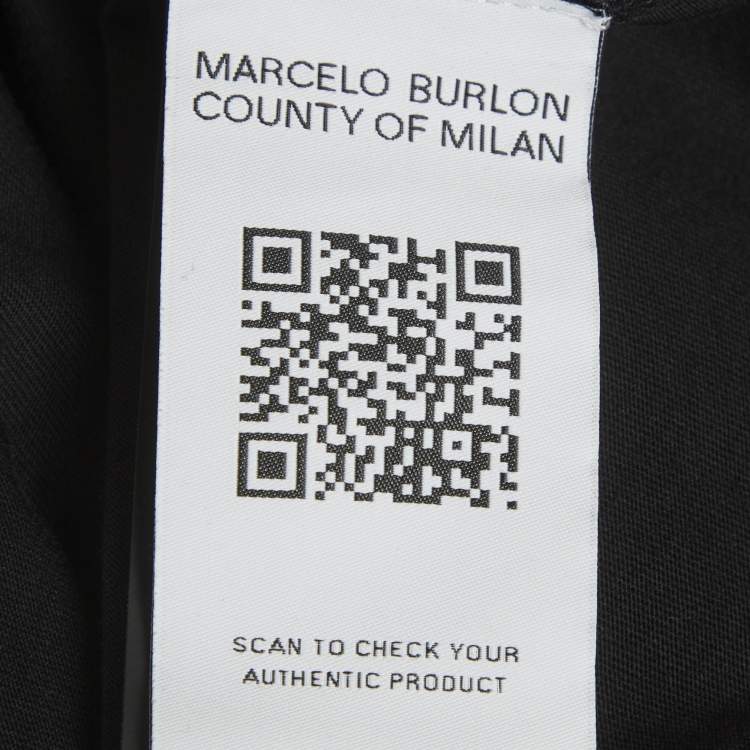 MARCELO BURLON
COUNTY OF MILAN
SCAN TO CHECK YOUR
AUTHENTIC PRODUCT